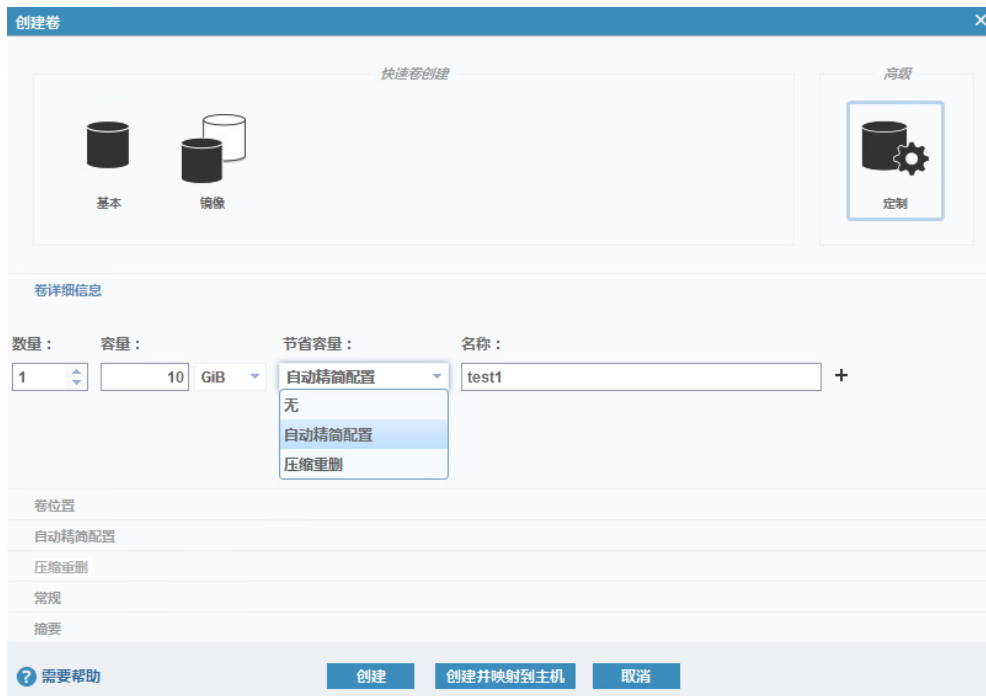 创建卷
快速卷创建
高级
基本
镜像
定制
卷详细信息
数量： 容量： 节省容量： 名称：
1 10 GiB 自动精简配置 test1 +
无
自动精简配置
压缩重删
卷位置
自动精简配置
压缩重删
常规
摘要
? 需要帮助 创建 创建并映射到主机 取消